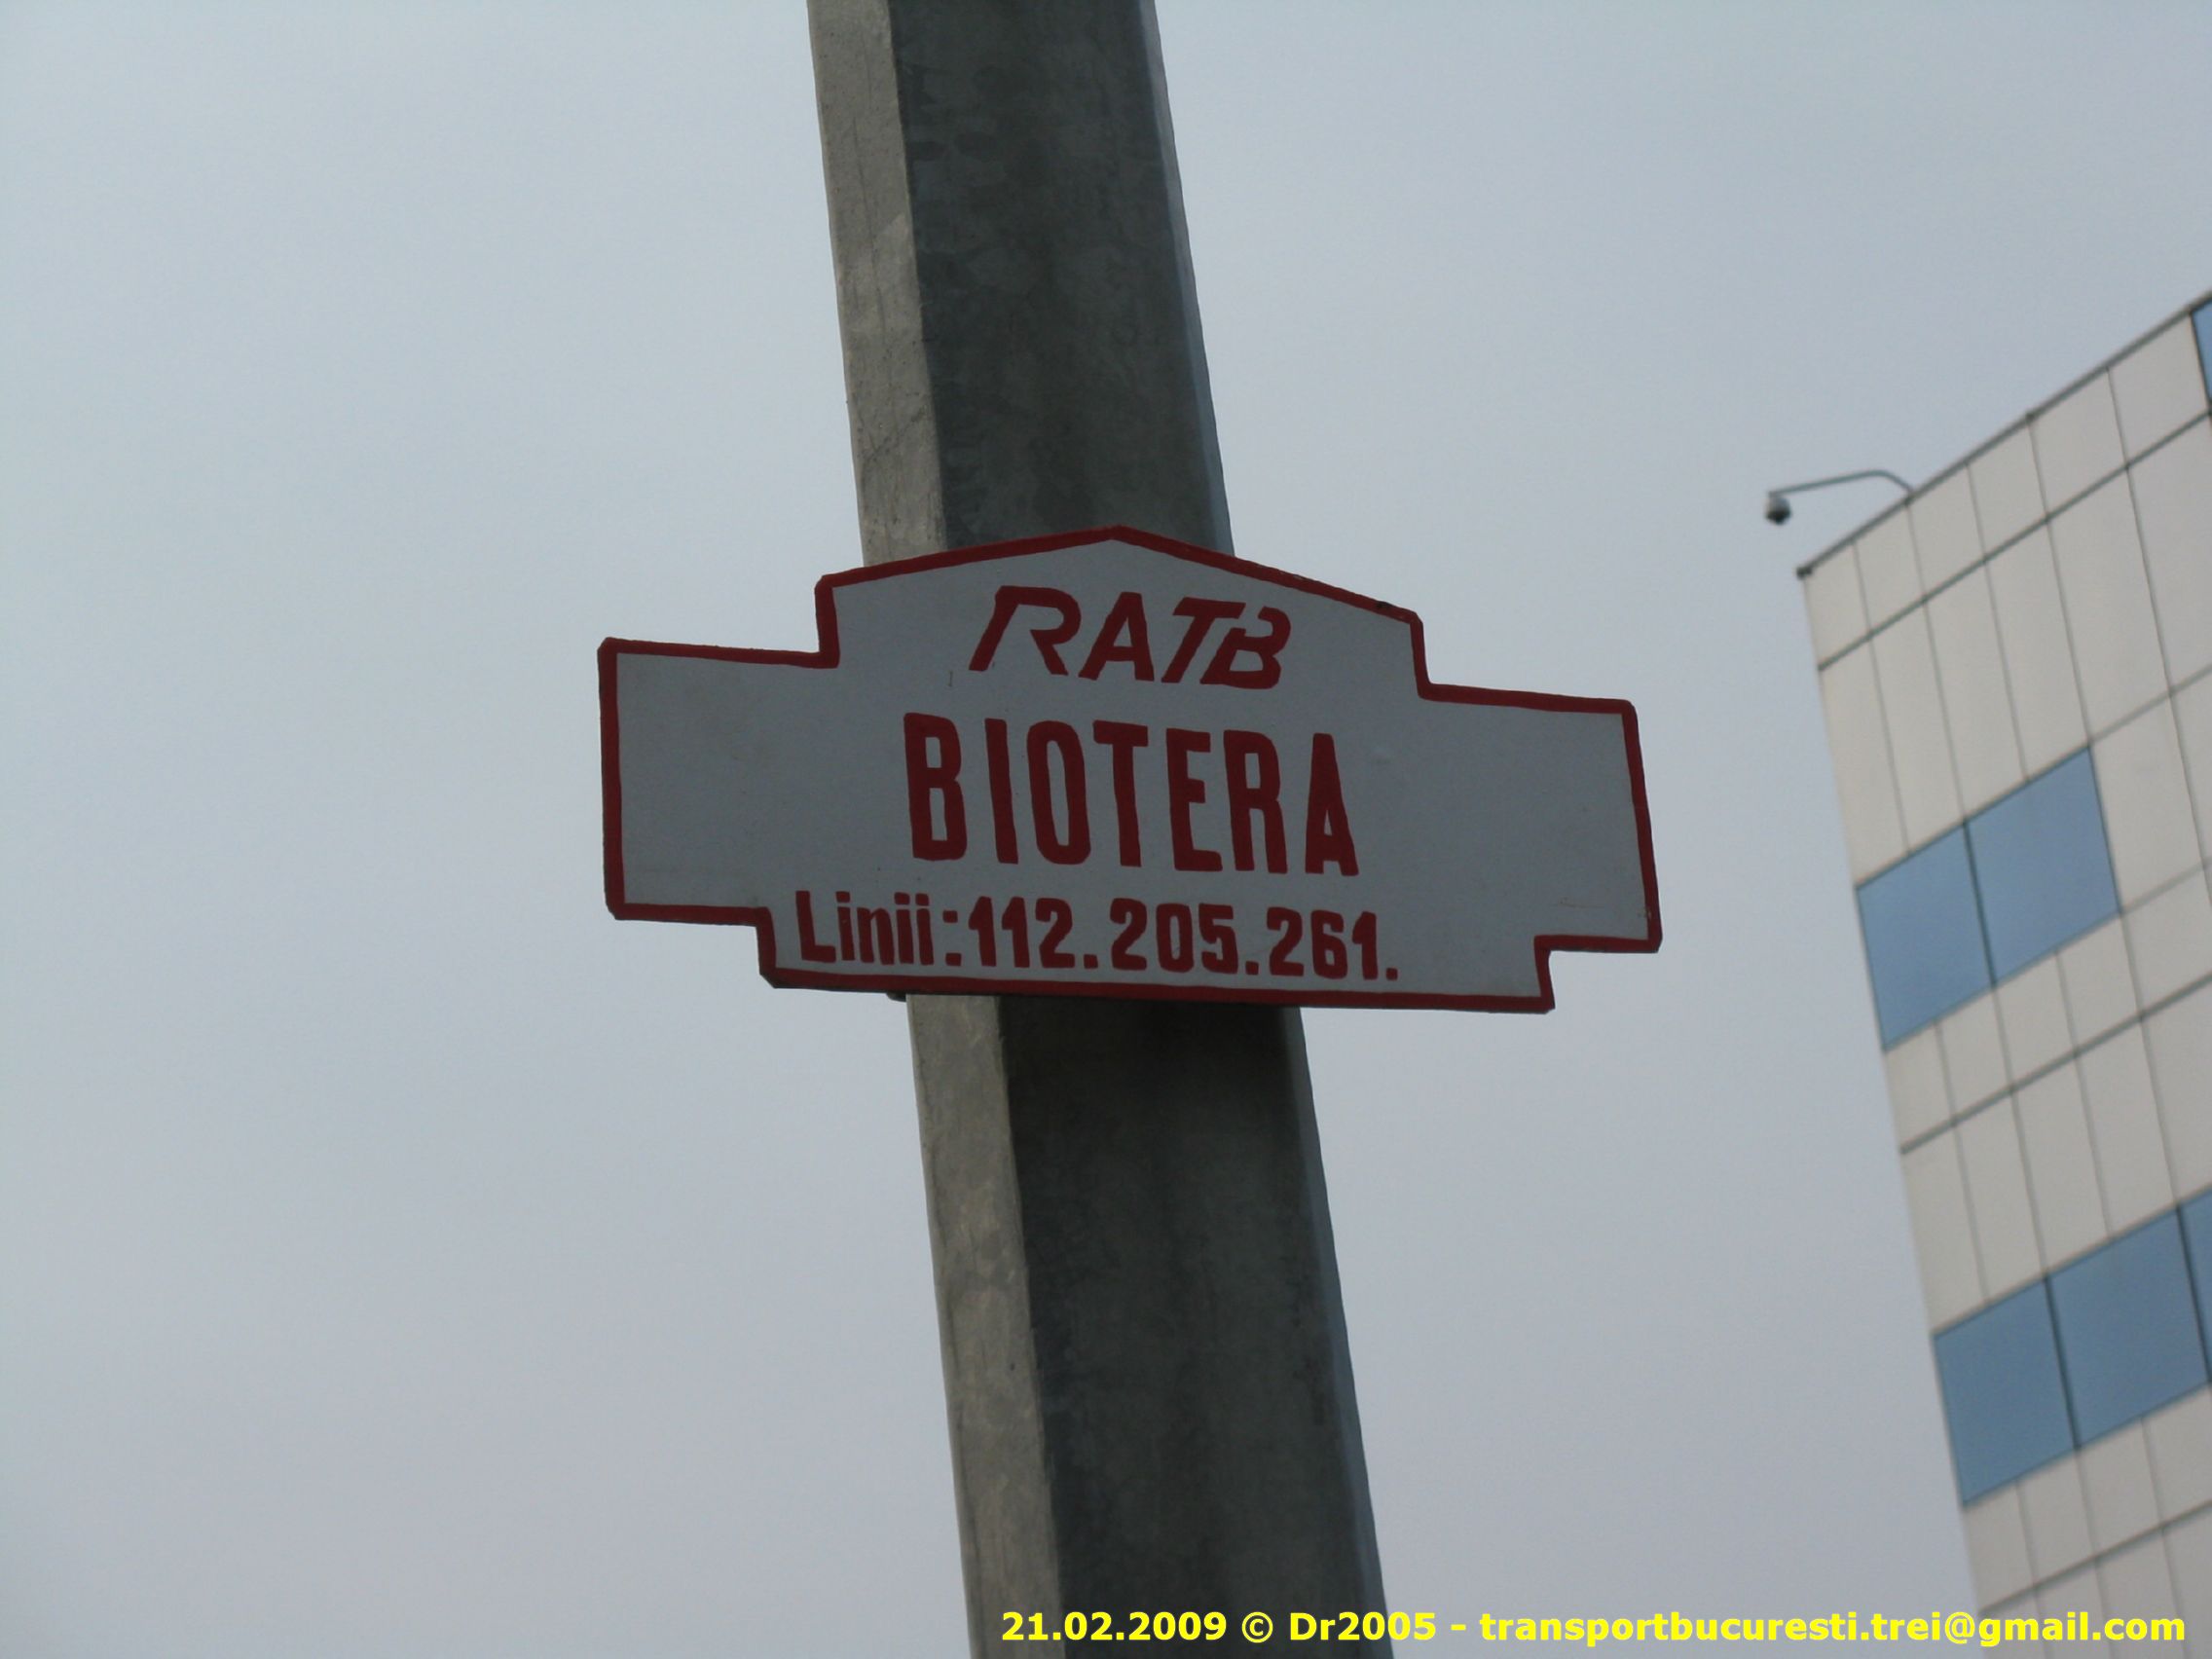 RATB
BIOTERA
Linii:112.205.261.
21.02.2009 © Dr2005 - transportbucuresti.trei@gmail.com